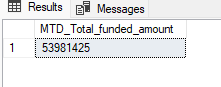 Results Messages
MTD_Total_funded_amount
1 53981425